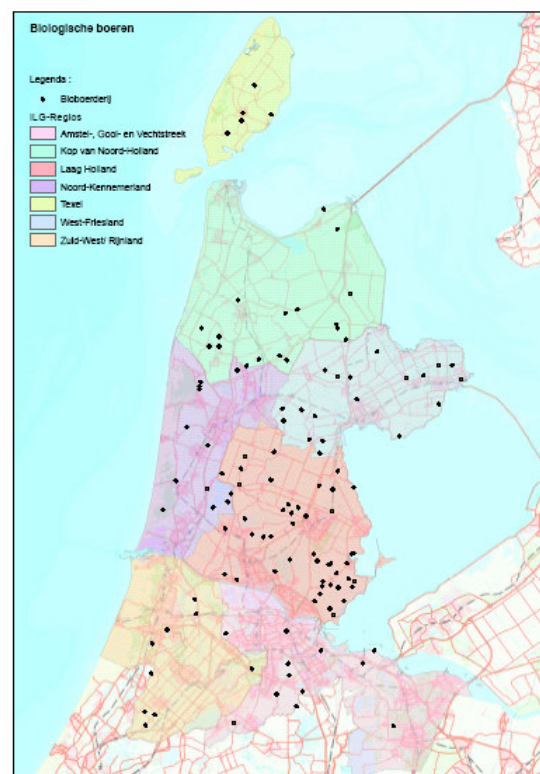 Biologische boeren
Legenda :
Bioboerderij
ILG-Regios
Amstel-, Gooi- en Vechtstreek
Kop van Noord-Holland
Laag Holland
Noord-Kennemerland
Texel
West-Friesland
Zuid-West/ Rijnland